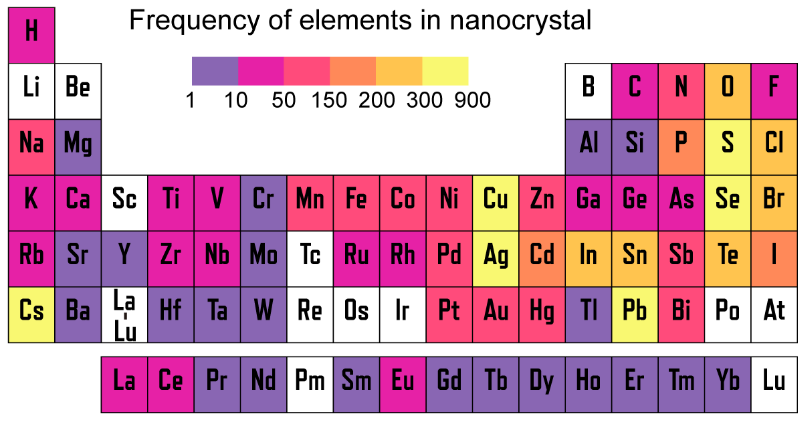 Frequency of elements in nanocrystal
H
1 10 50 150 200 300 900
Li Be B C N O F
Na Mg Al Si P S Cl
K Ca Sc Ti V Cr Mn Fe Co Ni Cu Zn Ga Ge As Se Br
Rb Sr Y Zr Nb Mo Tc Ru Rh Pd Ag Cd In Sn Sb Te I
Cs Ba La-Lu Hf Ta W Re Os Ir Pt Au Hg Tl Pb Bi Po At
La Ce Pr Nd Pm Sm Eu Gd Tb Dy Ho Er Tm Yb Lu